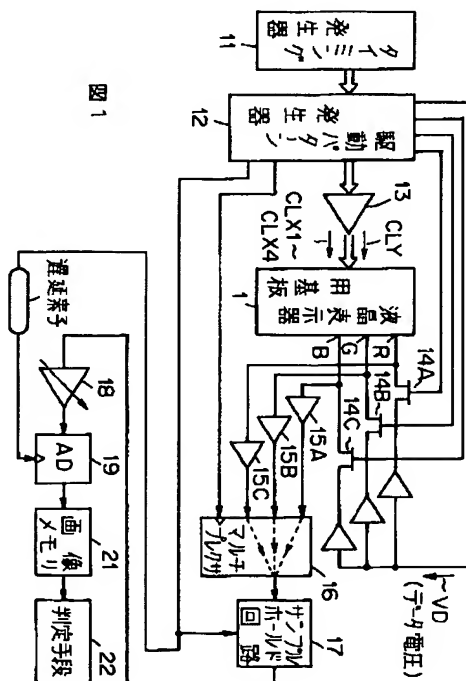 図1
タイミング
発生器
11
駆動パターン
発生器
12
13
CLY
CLX1~
CLX4
液晶表示器
用基板
1
R
G
B
14A
14B
14C
15A
15B
15C
~VD
(データ電圧)
マルチ
プレクサ
16
サンプル
ホールド
回路
17
遅延素子
18
AD
19
画像
メモリ
21
判定手段
22